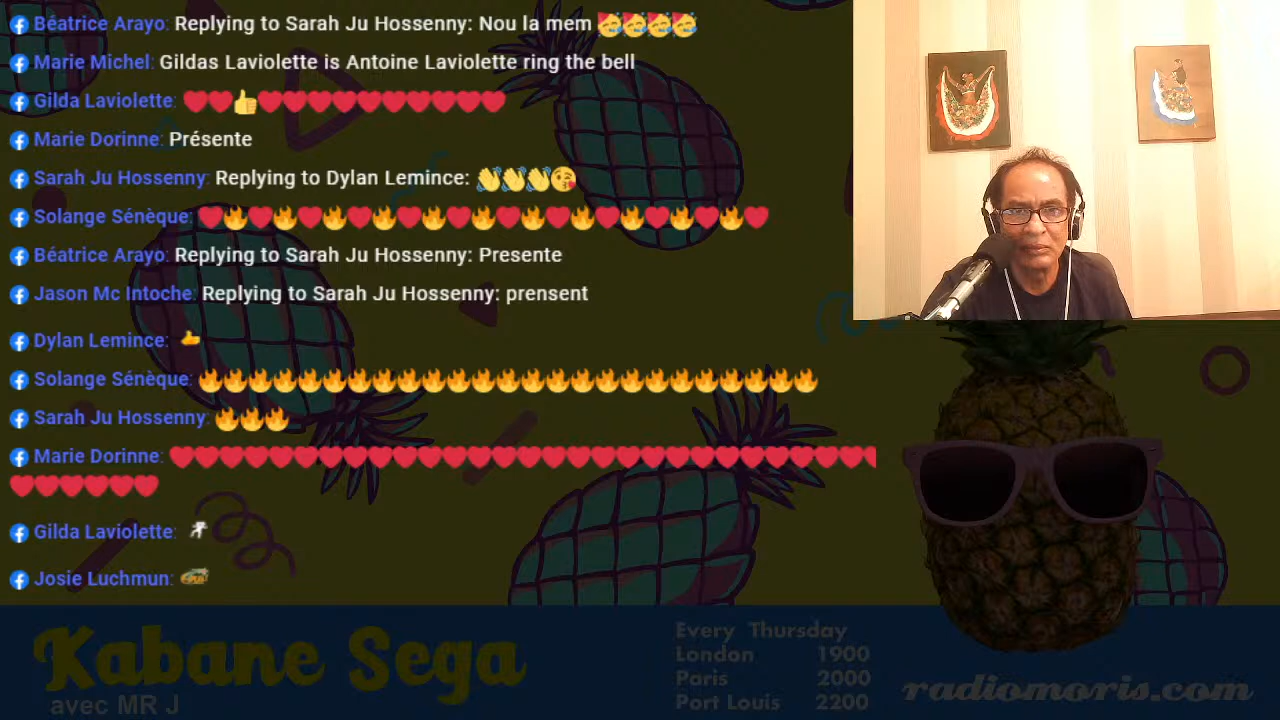 Béatrice Arayo: Replying to Sarah Ju Hossenny: Nou la mem 🥳🥳🥳🥳
Marie Michel: Gildas Laviolette is Antoine Laviolette ring the bell
Gilda Laviolette: ❤❤👍❤❤❤❤❤❤❤❤❤❤
Marie Dorinne: Présente
Sarah Ju Hossenny: Replying to Dylan Lemince: 👏👏👏😘
Solange Sénèque: ❤🔥❤🔥❤🔥❤🔥❤🔥❤🔥❤🔥❤🔥❤🔥❤🔥❤🔥❤
Béatrice Arayo: Replying to Sarah Ju Hossenny: Presente
Jason Mc Intoche: Replying to Sarah Ju Hossenny: prensent
Dylan Lemince: 👍
Solange Sénèque: 🔥🔥🔥🔥🔥🔥🔥🔥🔥🔥🔥🔥🔥🔥🔥🔥🔥🔥🔥🔥🔥🔥🔥🔥🔥
Sarah Ju Hossenny: 🔥🔥🔥
Marie Dorinne: ❤❤❤❤❤❤❤❤❤❤❤❤❤❤❤❤❤❤❤❤❤❤❤❤❤❤❤❤❤
❤❤❤❤❤❤
Gilda Laviolette:
Josie Luchmun:
Kabane Sega
avec MR J
Every Thursday
London 1900
Paris 2000
Port Louis 2200
radiomoris.com